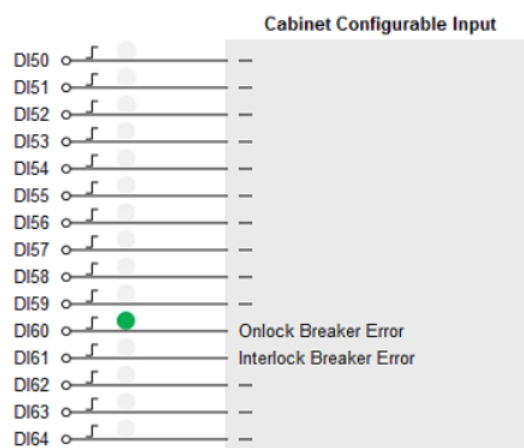 Cabinet Configurable Input
DI50 —
DI51 —
DI52 —
DI53 —
DI54 —
DI55 —
DI56 —
DI57 —
DI58 —
DI59 —
DI60 Onlock Breaker Error
DI61 Interlock Breaker Error
DI62 —
DI63 —
DI64 —